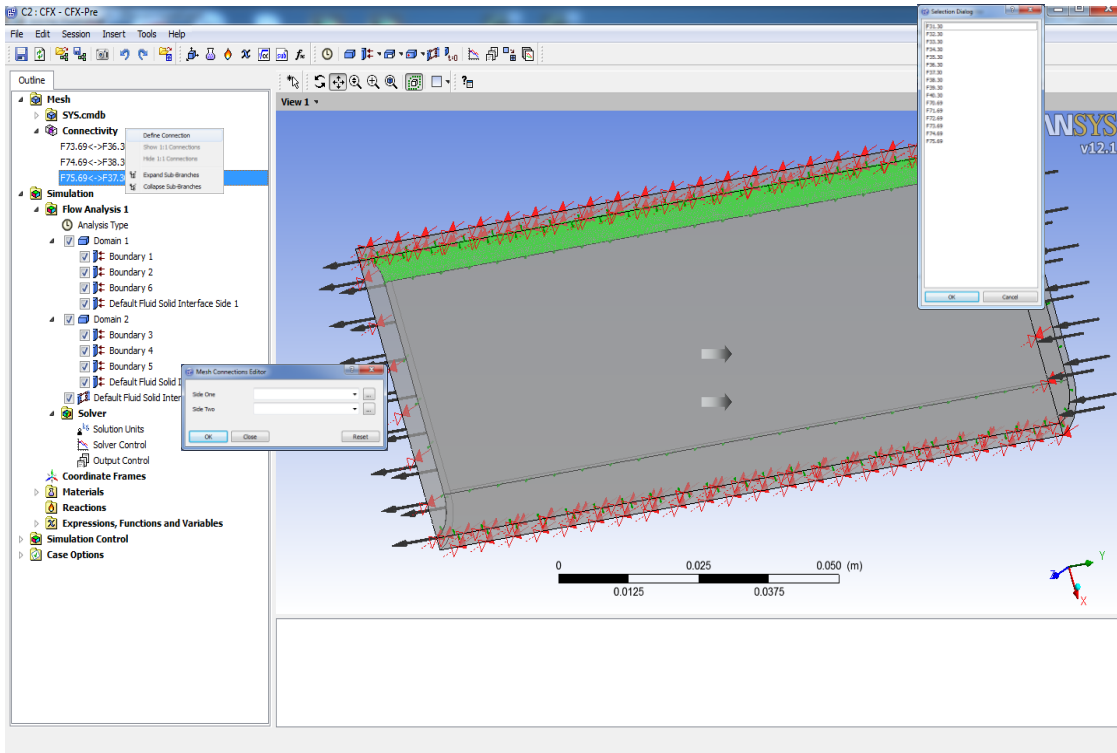 C2 : CFX - CFX-Pre
File Edit Session Insert Tools Help
Outline
Mesh
SYS.cmdb
Connectivity
F73.69<->F36.3
F74.69<->F38.3
F75.69<->F37.3
Define Connection
Show 1:1 Connections
Hide 1:1 Connections
Expand Sub-Branches
Collapse Sub-Branches
Simulation
Flow Analysis 1
Analysis Type
Domain 1
Boundary 1
Boundary 2
Boundary 6
Default Fluid Solid Interface Side 1
Domain 2
Boundary 3
Boundary 4
Boundary 5
Default Fluid Solid I
Default Fluid Solid Inter
Solver
Solution Units
Solver Control
Output Control
Coordinate Frames
Materials
Reactions
Expressions, Functions and Variables
Simulation Control
Case Options
Mesh Connections Editor
Side One
Side Two
OK Close Reset
View 1
NSYS
v12.1
Selection Dialog
F31.30
F32.30
F33.30
F34.30
F35.30
F36.30
F37.30
F38.30
F39.30
F40.30
F70.69
F71.69
F72.69
F73.69
F74.69
F75.69
OK Cancel
0 0.025 0.050 (m)
0.0125 0.0375
Y
Z
X